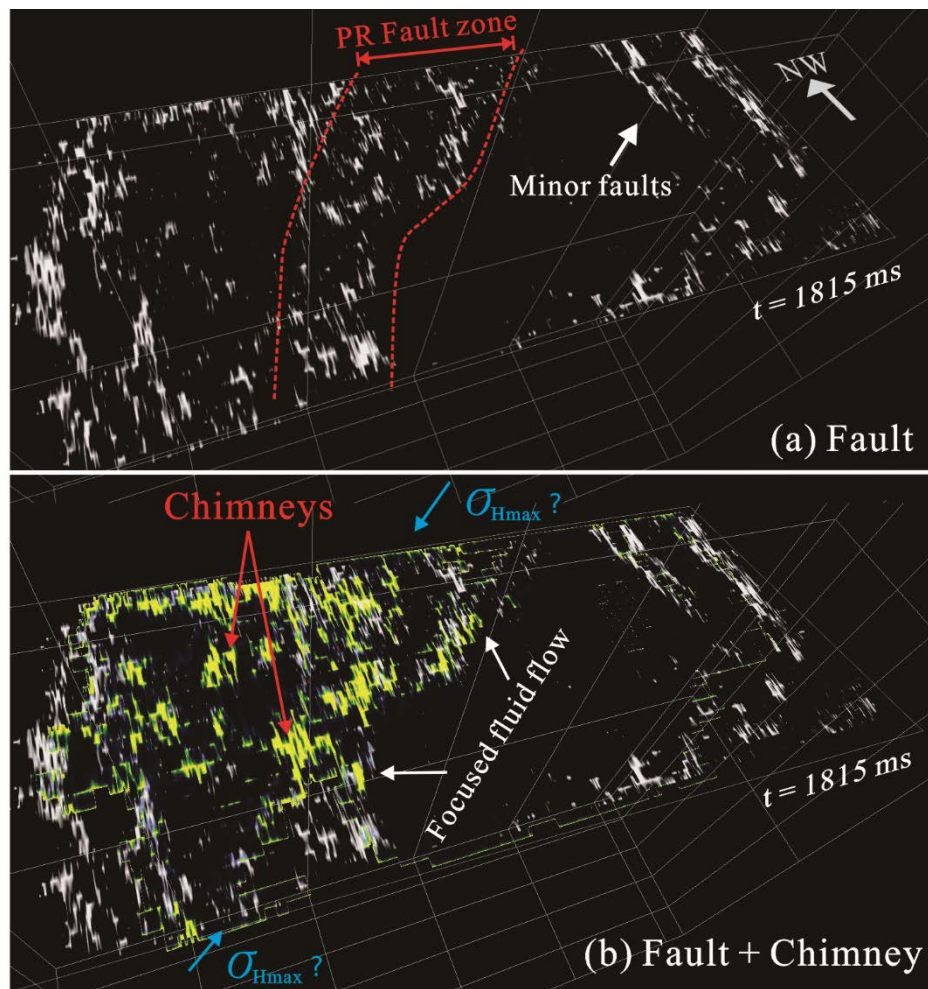 PR Fault zone
NW
Minor faults
t = 1815 ms
(a) Fault
Chimneys
σHmax ?
Focused fluid flow
t = 1815 ms
σHmax ?
(b) Fault + Chimney